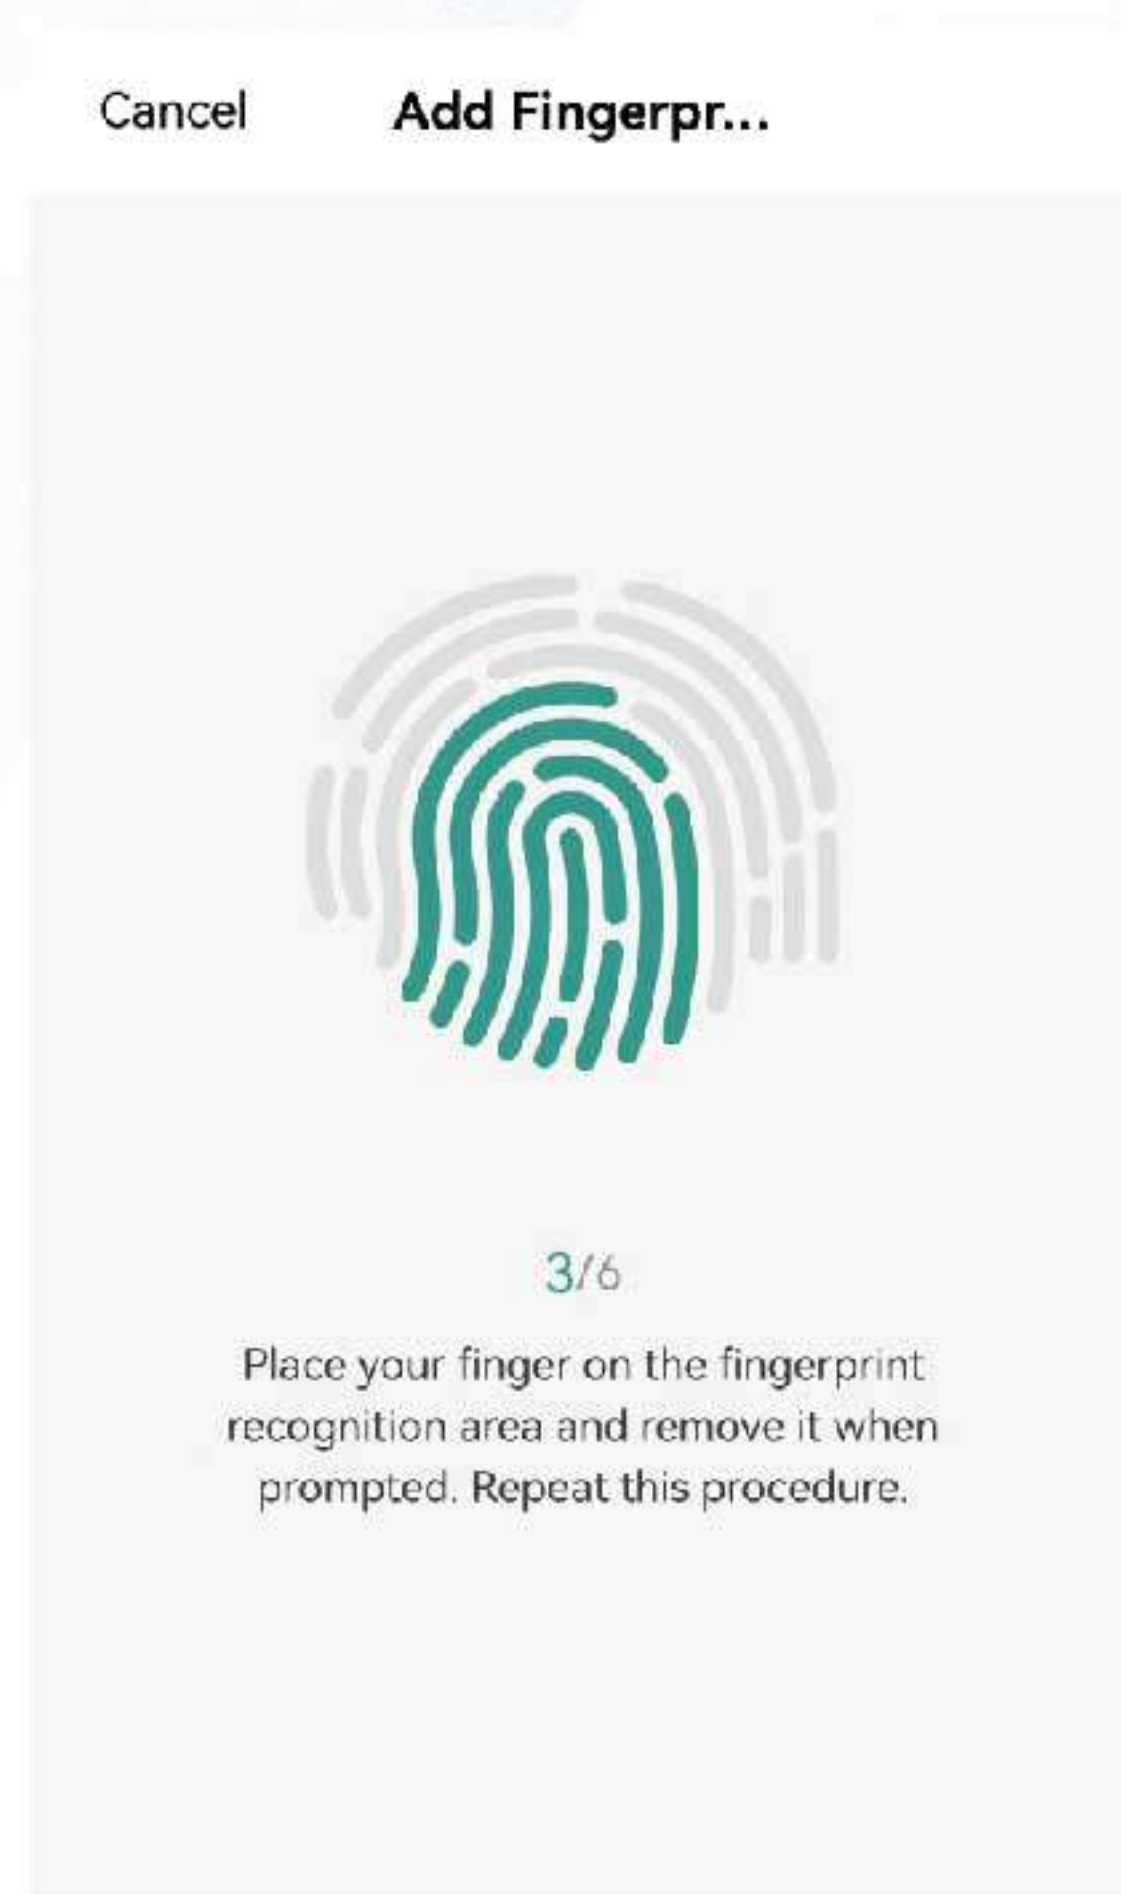 Cancel
Add Fingerpr...
3/6
Place your finger on the fingerprint
recognition area and remove it when
prompted. Repeat this procedure.